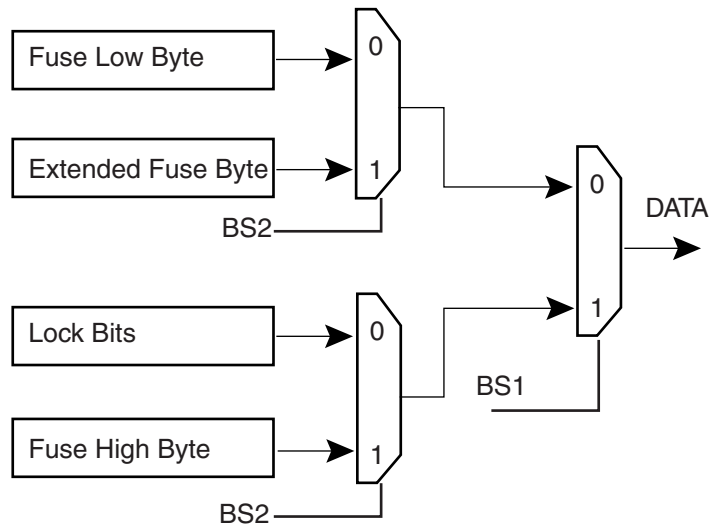 Fuse Low Byte
0
Extended Fuse Byte
1
BS2
0
DATA
Lock Bits
0
1
BS1
Fuse High Byte
1
BS2